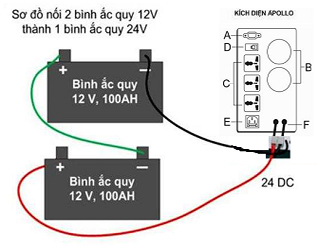 Sơ đồ nối 2 bình ắc quy 12V
thành 1 bình ắc quy 24V
KÍCH DIỆN APOLLO
A
D
B
C
E
F
+ −
Bình ắc quy
12 V, 100AH
+ −
Bình ắc quy
12 V, 100AH
24 DC